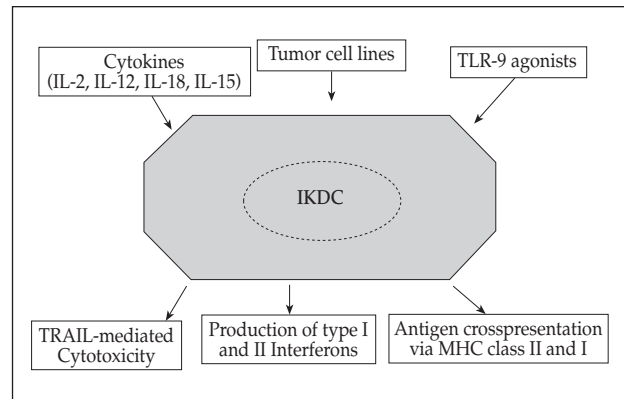 Cytokines
(IL-2, IL-12, IL-18, IL-15)
Tumor cell lines
TLR-9 agonists
IKDC
TRAIL-mediated
Cytotoxicity
Production of type I
and II Interferons
Antigen crosspresentation
via MHC class II and I